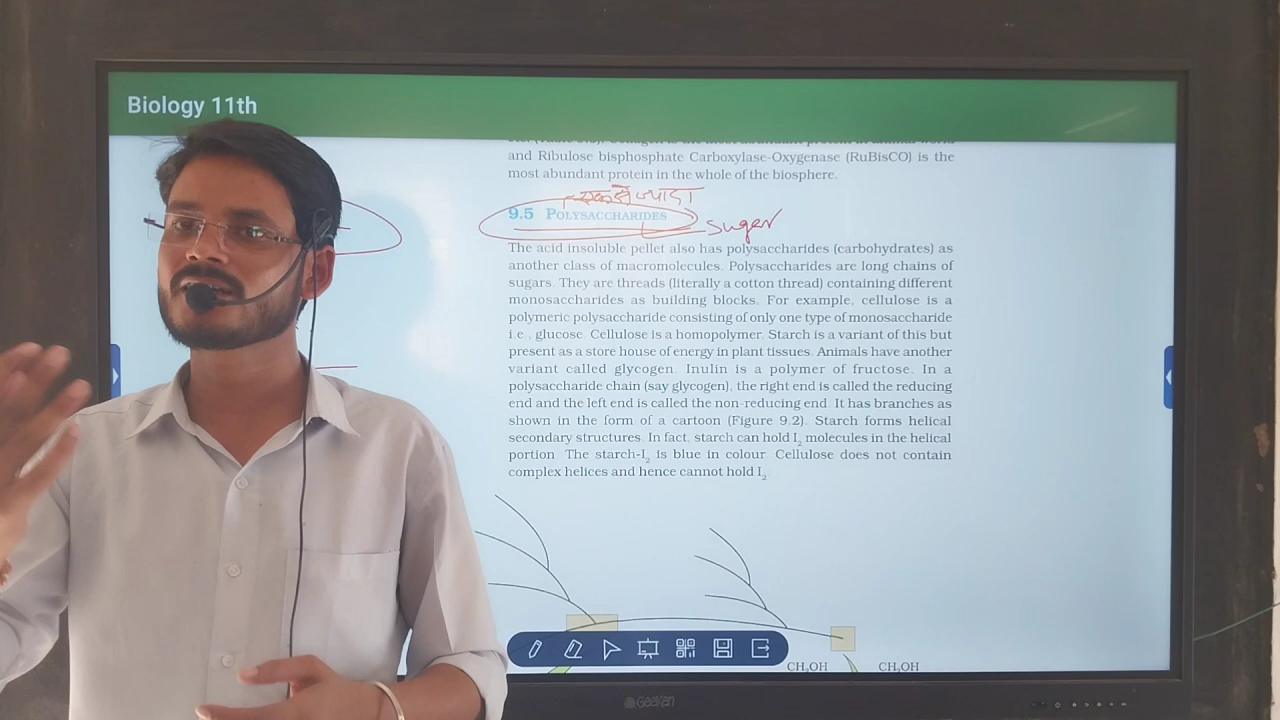 Biology 11th
and Ribulose bisphosphate Carboxylase-Oxygenase (RuBisCO) is the
most abundant protein in the whole of the biosphere.
एक से ज्यादा
9.5 POLYSACCHARIDES
suger
The acid insoluble pellet also has polysaccharides (carbohydrates) as
another class of macromolecules. Polysaccharides are long chains of
sugars. They are threads (literally a cotton thread) containing different
monosaccharides as building blocks. For example, cellulose is a
polymeric polysaccharide consisting of only one type of monosaccharide
i.e., glucose. Cellulose is a homopolymer. Starch is a variant of this but
present as a store house of energy in plant tissues. Animals have another
variant called glycogen. Inulin is a polymer of fructose. In a
polysaccharide chain (say glycogen), the right end is called the reducing
end and the left end is called the non-reducing end. It has branches as
shown in the form of a cartoon (Figure 9.2). Starch forms helical
secondary structures. In fact, starch can hold I₂ molecules in the helical
portion. The starch-I₂ is blue in colour. Cellulose does not contain
complex helices and hence cannot hold I₂.
CH₂OH CH₂OH
Geekan